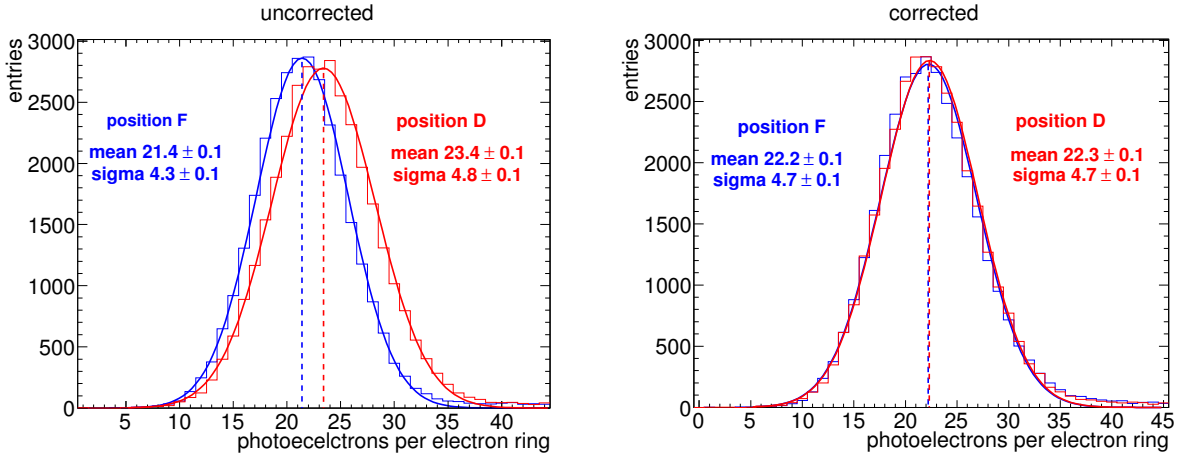 uncorrected
entries
3000
2500
2000
1500
1000
500
0
position F
mean 21.4 ± 0.1
sigma 4.3 ± 0.1
position D
mean 23.4 ± 0.1
sigma 4.8 ± 0.1
5 10 15 20 25 30 35 40
photoecelctrons per electron ring
corrected
entries
3000
2500
2000
1500
1000
500
0
position F
mean 22.2 ± 0.1
sigma 4.7 ± 0.1
position D
mean 22.3 ± 0.1
sigma 4.7 ± 0.1
0 5 10 15 20 25 30 35 40 45
photoelectrons per electron ring